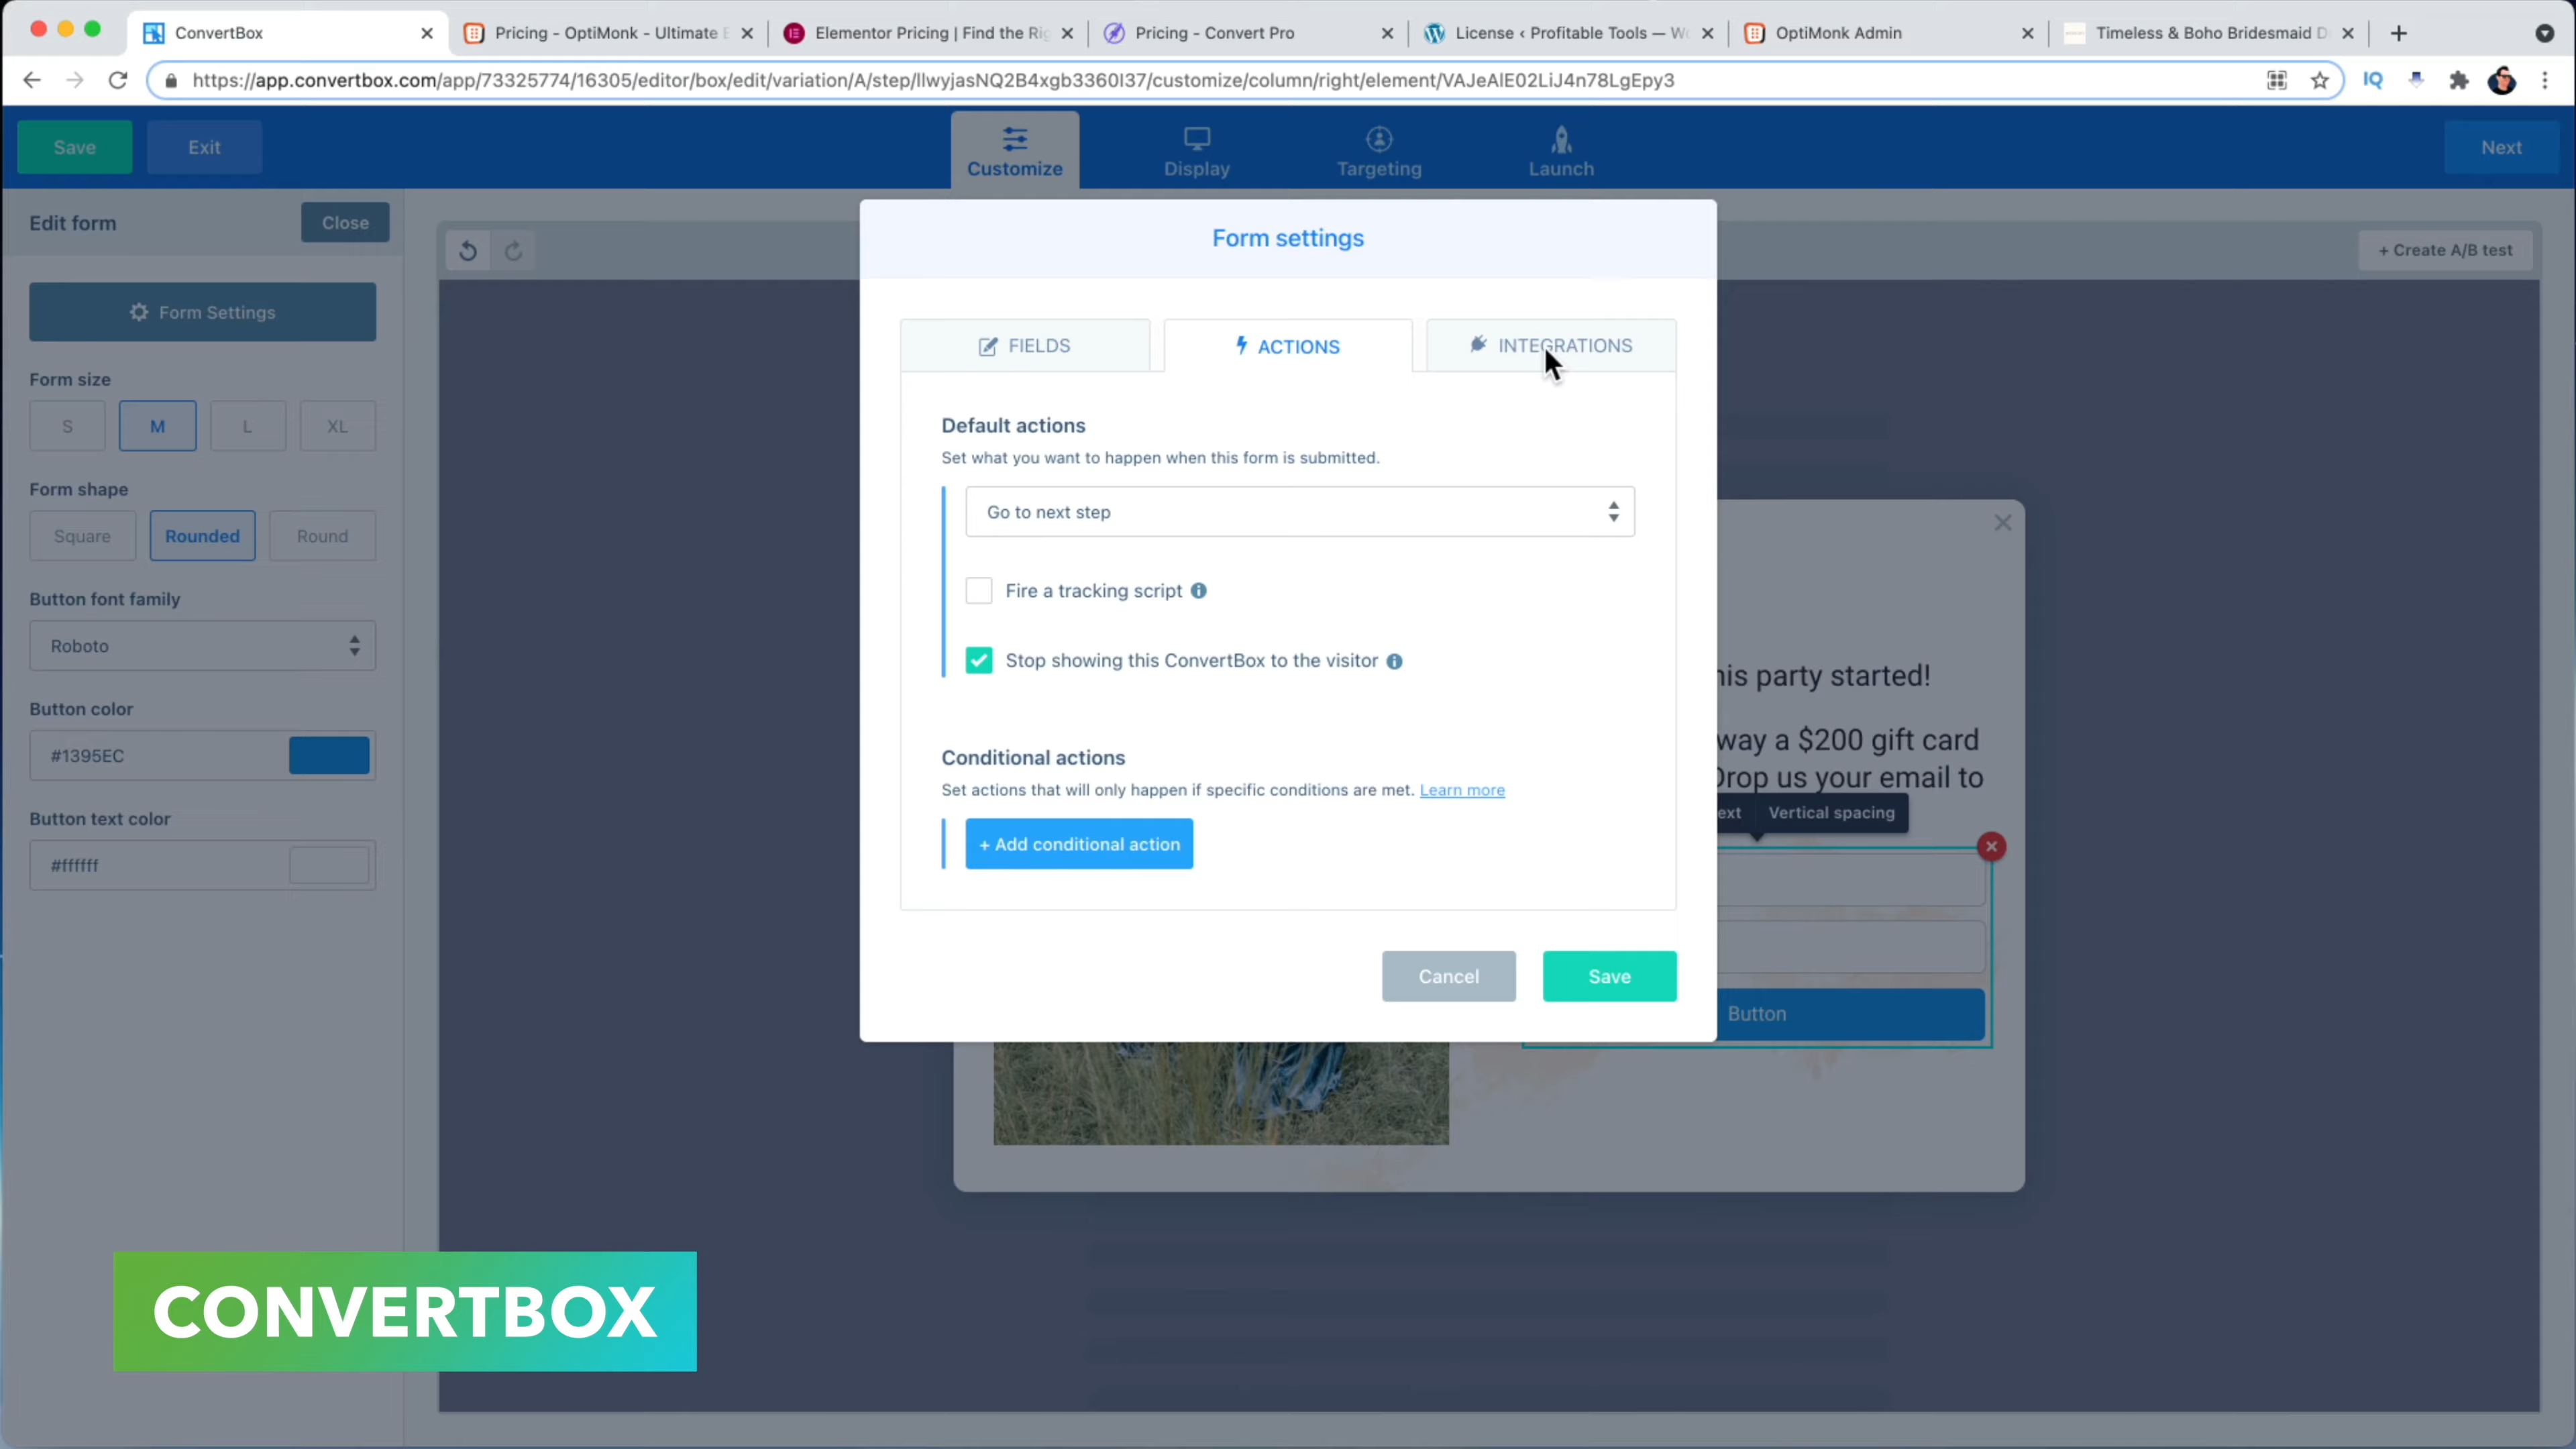 ConvertBox
Pricing - OptiMonk - Ultimate E
Elementor Pricing | Find the Rig
Pricing - Convert Pro
License ‹ Profitable Tools — Wo
OptiMonk Admin
Timeless & Boho Bridesmaid D
https://app.convertbox.com/app/73325774/16305/editor/box/edit/variation/A/step/llwyjasNQ2B4xgb3360I37/customize/column/right/element/VAJeAlE02LiJ4n78LgEpy3
IQ
Save
Exit
Customize
Display
Targeting
Launch
Next
Edit form
Close
Form Settings
Form size
S
M
L
XL
Form shape
Square
Rounded
Round
Button font family
Roboto
Button color
#1395EC
Button text color
#ffffff
+ Create A/B test
Form settings
FIELDS
ACTIONS
INTEGRATIONS
Default actions
Set what you want to happen when this form is submitted.
Go to next step
Fire a tracking script
Stop showing this ConvertBox to the visitor
Conditional actions
Set actions that will only happen if specific conditions are met. Learn more
+ Add conditional action
Cancel
Save
his party started!
way a $200 gift card
Drop us your email to
ext
Vertical spacing
Button
CONVERTBOX